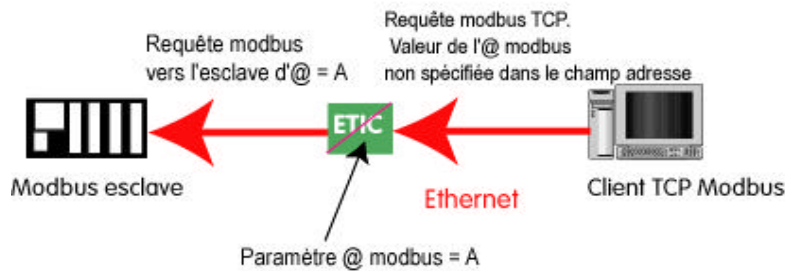 Requête modbus TCP.
Valeur de l'@ modbus
non spécifiée dans le champ adresse
Requête modbus
vers l'esclave d'@ = A
ETIC
Modbus esclave
Ethernet
Client TCP Modbus
Paramètre @ modbus = A